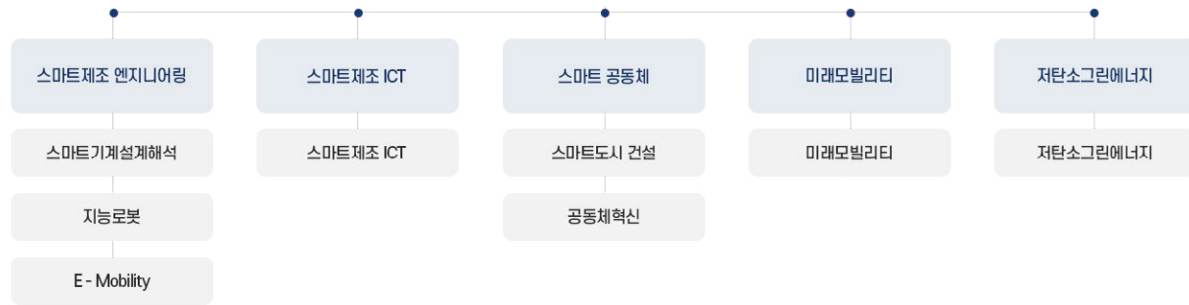 스마트제조 엔지니어링
스마트제조 ICT
스마트 공동체
미래모빌리티
저탄소그린에너지
스마트기계설계해석
스마트제조 ICT
스마트도시 건설
미래모빌리티
저탄소그린에너지
지능로봇
공동체혁신
E - Mobility